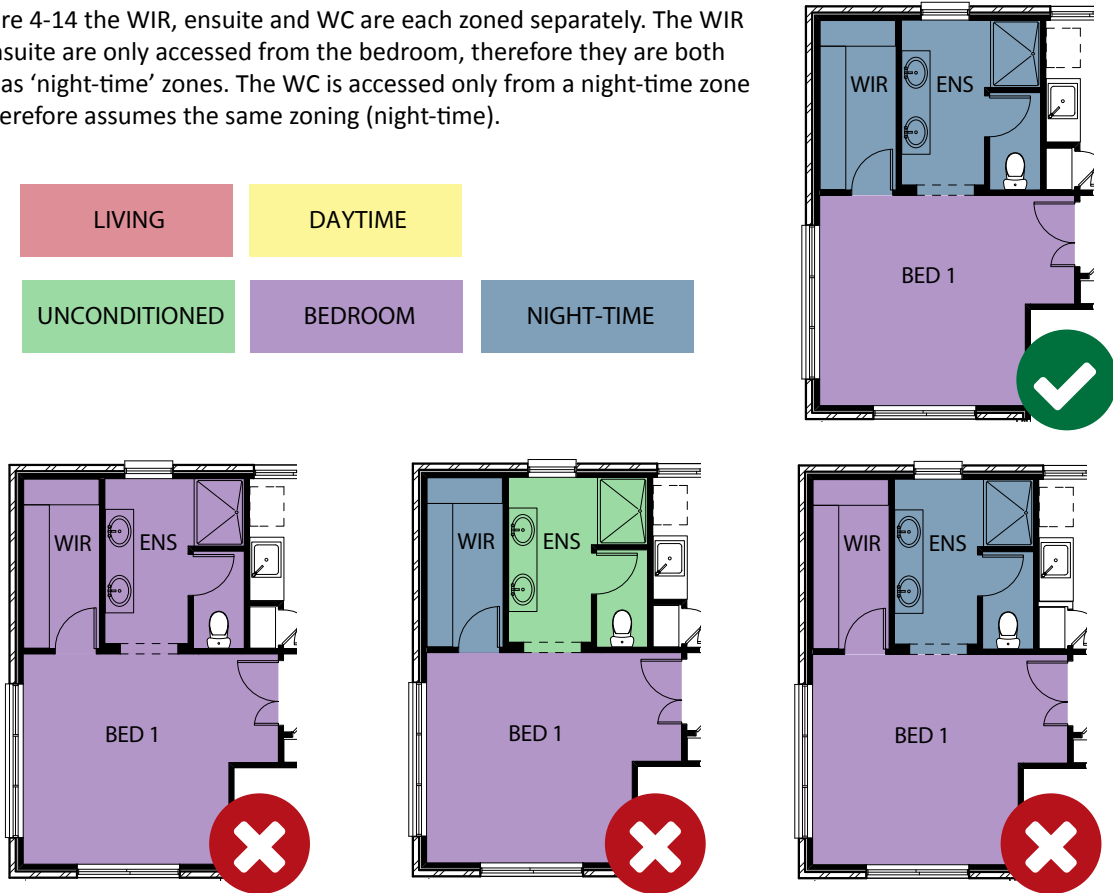 re 4-14 the WIR, ensuite and WC are each zoned separately. The WIR
nsuite are only accessed from the bedroom, therefore they are both
as ‘night-time’ zones. The WC is accessed only from a night-time zone
erefore assumes the same zoning (night-time).
WIR
ENS
BED 1
LIVING
DAYTIME
UNCONDITIONED
BEDROOM
NIGHT-TIME
WIR
ENS
BED 1
WIR
ENS
BED 1
WIR
ENS
BED 1